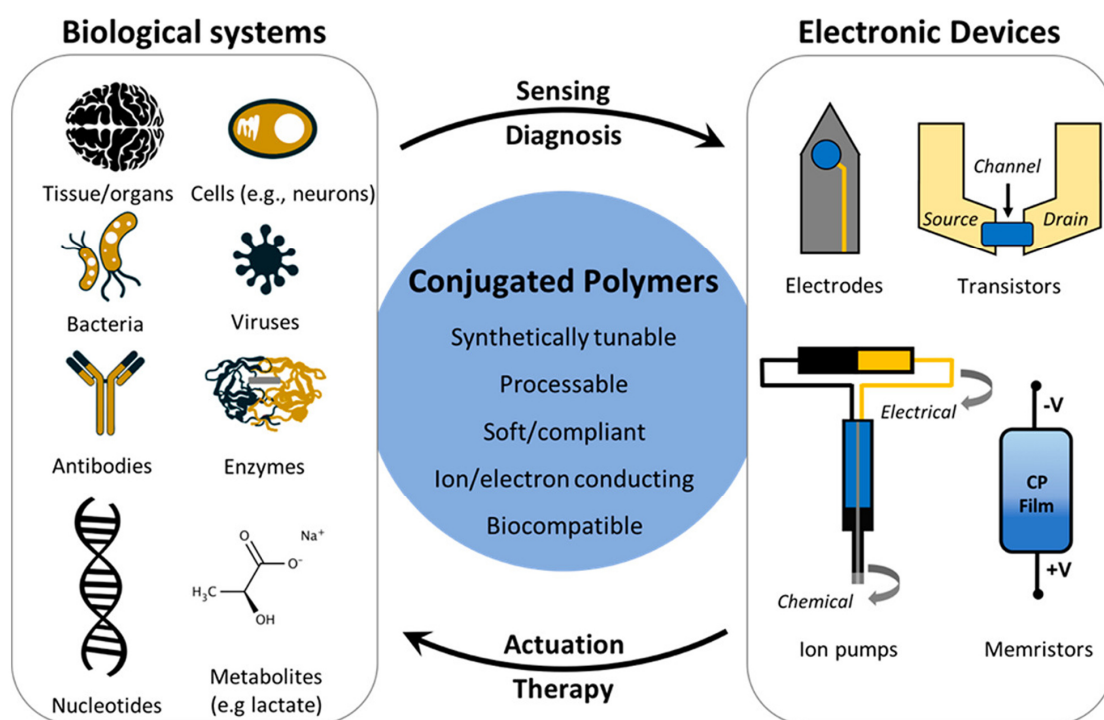 Biological systems
Tissue/organs
Cells (e.g., neurons)
Bacteria
Viruses
Antibodies
Enzymes
Nucleotides
O
O⁻
Na⁺
H₃C
OH
Metabolites
(e.g lactate)
Sensing
Diagnosis
Conjugated Polymers
Synthetically tunable
Processable
Soft/compliant
Ion/electron conducting
Biocompatible
Actuation
Therapy
Electronic Devices
Electrodes
Channel
Source
Drain
Transistors
Electrical
Chemical
Ion pumps
-V
CP
Film
+V
Memristors